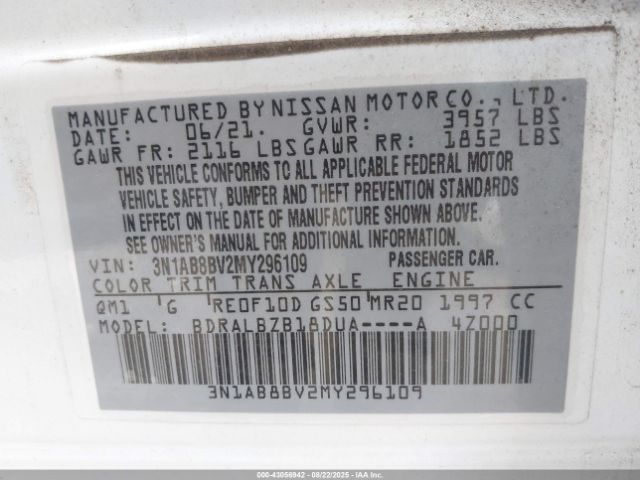 MANUFACTURED BY NISSAN MOTOR CO., LTD.
DATE: 06/21. GVWR: 3957 LBS
GAWR FR: 2116 LBS GAWR RR: 1852 LBS
THIS VEHICLE CONFORMS TO ALL APPLICABLE FEDERAL MOTOR
VEHICLE SAFETY, BUMPER AND THEFT PREVENTION STANDARDS
IN EFFECT ON THE DATE OF MANUFACTURE SHOWN ABOVE.
SEE OWNER'S MANUAL FOR ADDITIONAL INFORMATION.
VIN: 3N1AB8BV2MY296109 PASSENGER CAR.
COLOR TRIM TRANS AXLE ENGINE
QM1 G RE0F10D GS50 MR20 1997 CC
MODEL: BDRALBZB18DUA----A 4Z000
3N1AB8BV2MY296109
000-43056942 - 08/22/2025 - IAAI.COM